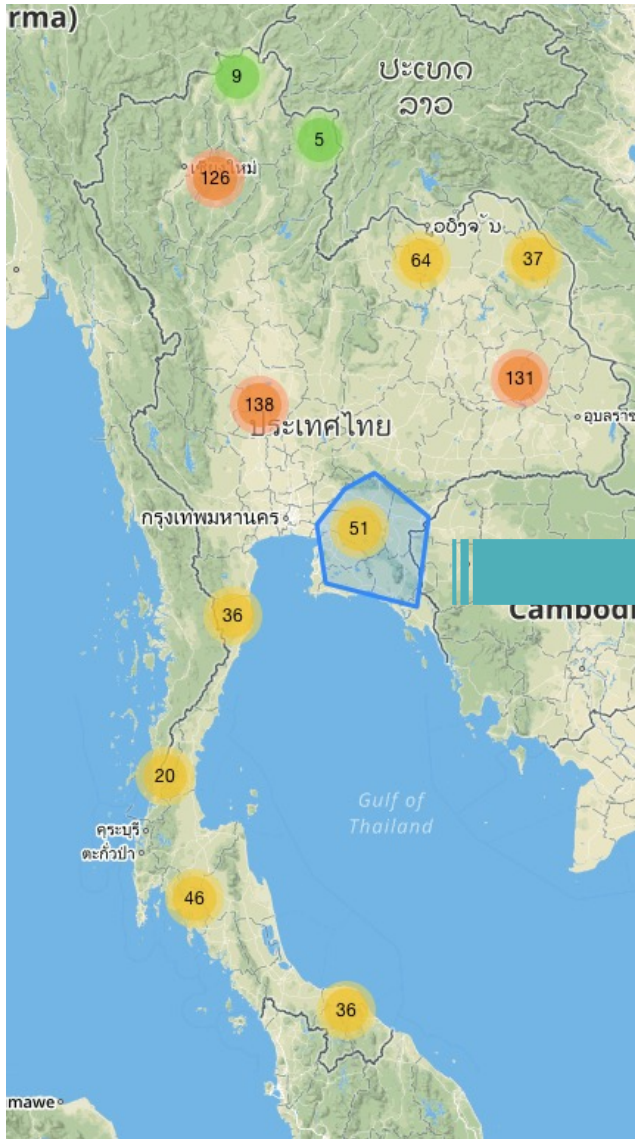 rma)
9
ປະເທດ
ລາວ
5
126
64
37
131
138
ประเทศไทย
กรุงเทพมหานคร
51
Cambodi
36
20
Gulf of
Thailand
คุระบุรี
ตะกั่วป่า
46
36
mawe